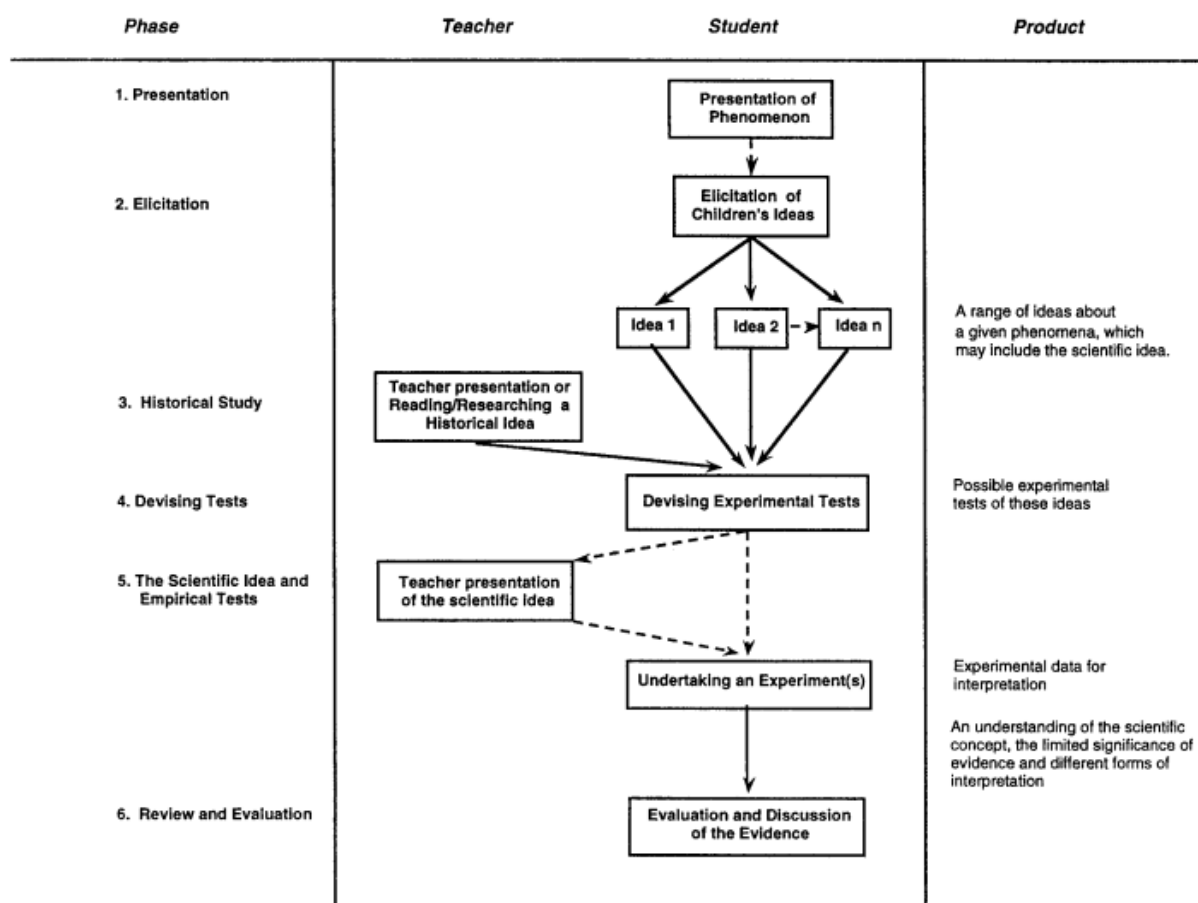 Phase
Teacher
Student
Product
1. Presentation
Presentation of
Phenomenon
2. Elicitation
Elicitation of
Children's Ideas
Idea 1
Idea 2
Idea n
A range of ideas about
a given phenomena, which
may include the scientific idea.
3. Historical Study
Teacher presentation or
Reading/Researching a
Historical Idea
4. Devising Tests
Devising Experimental Tests
Possible experimental
tests of these ideas
5. The Scientific Idea and
Empirical Tests
Teacher presentation
of the scientific idea
Undertaking an Experiment(s)
Experimental data for
interpretation
An understanding of the scientific
concept, the limited significance of
evidence and different forms of
interpretation
6. Review and Evaluation
Evaluation and Discussion
of the Evidence